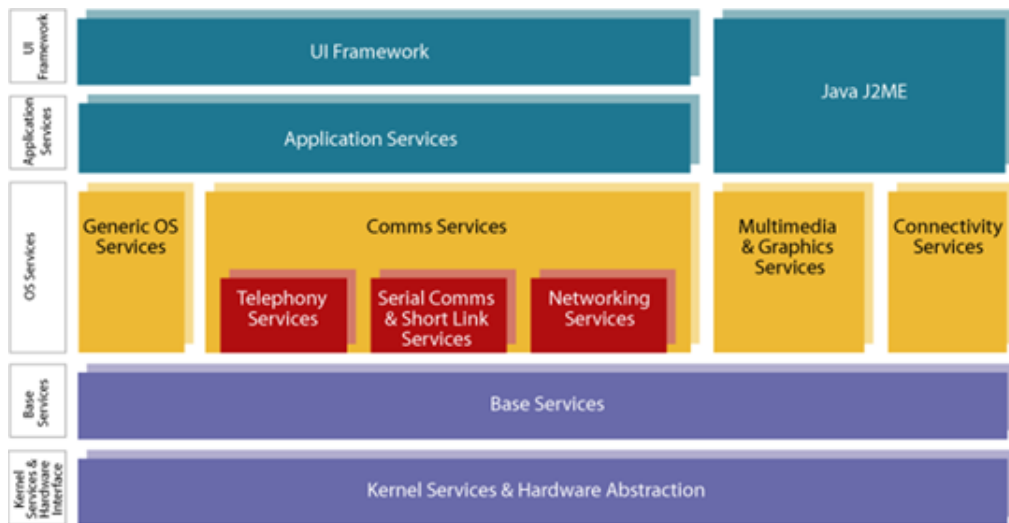 UI
Framework
UI Framework
Java J2ME
Application
Services
Application Services
OS Services
Generic OS
Services
Comms Services
Telephony
Services
Serial Comms
& Short Link
Services
Networking
Services
Multimedia
& Graphics
Services
Connectivity
Services
Base
Services
Base Services
Kernel
Services &
Hardware
Interface
Kernel Services & Hardware Abstraction